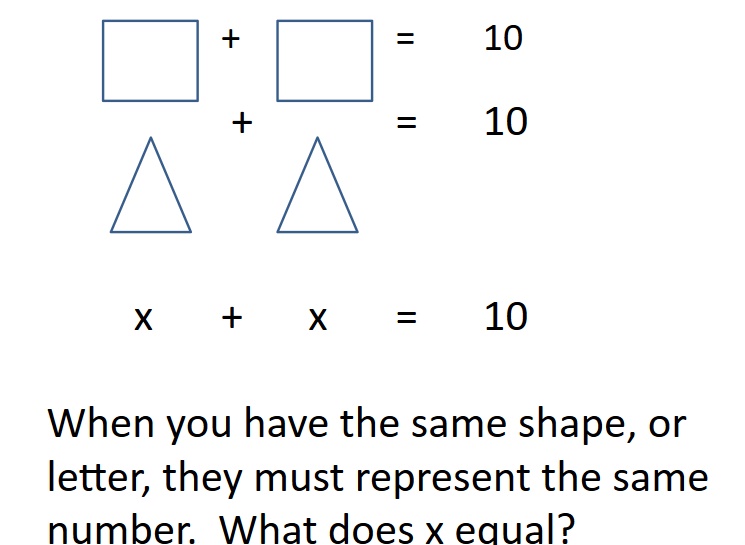 + = 10
+ = 10
x + x = 10
When you have the same shape, or
letter, they must represent the same
number. What does x equal?